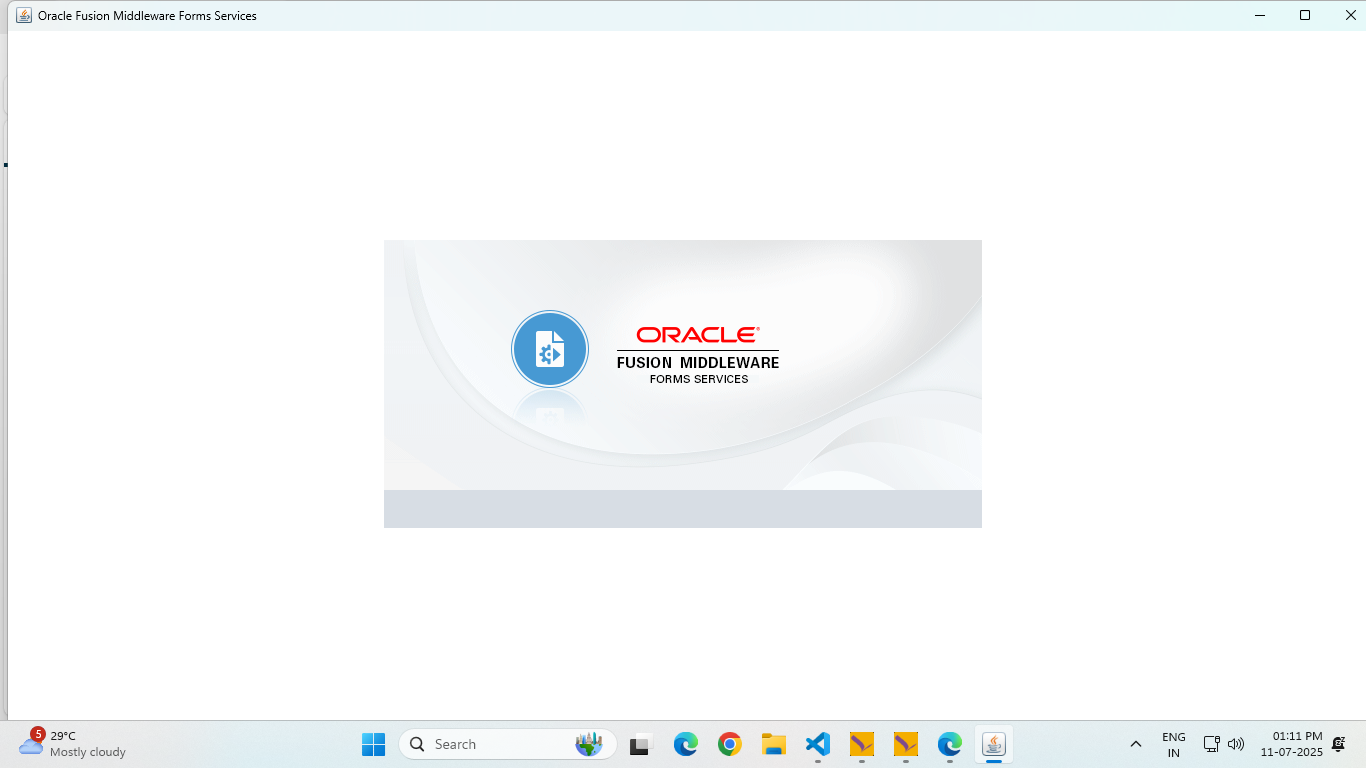 Oracle Fusion Middleware Forms Services
ORACLE®
FUSION MIDDLEWARE
FORMS SERVICES
5
29°C
Mostly cloudy
Search
ENG
IN
01:11 PM
11-07-2025